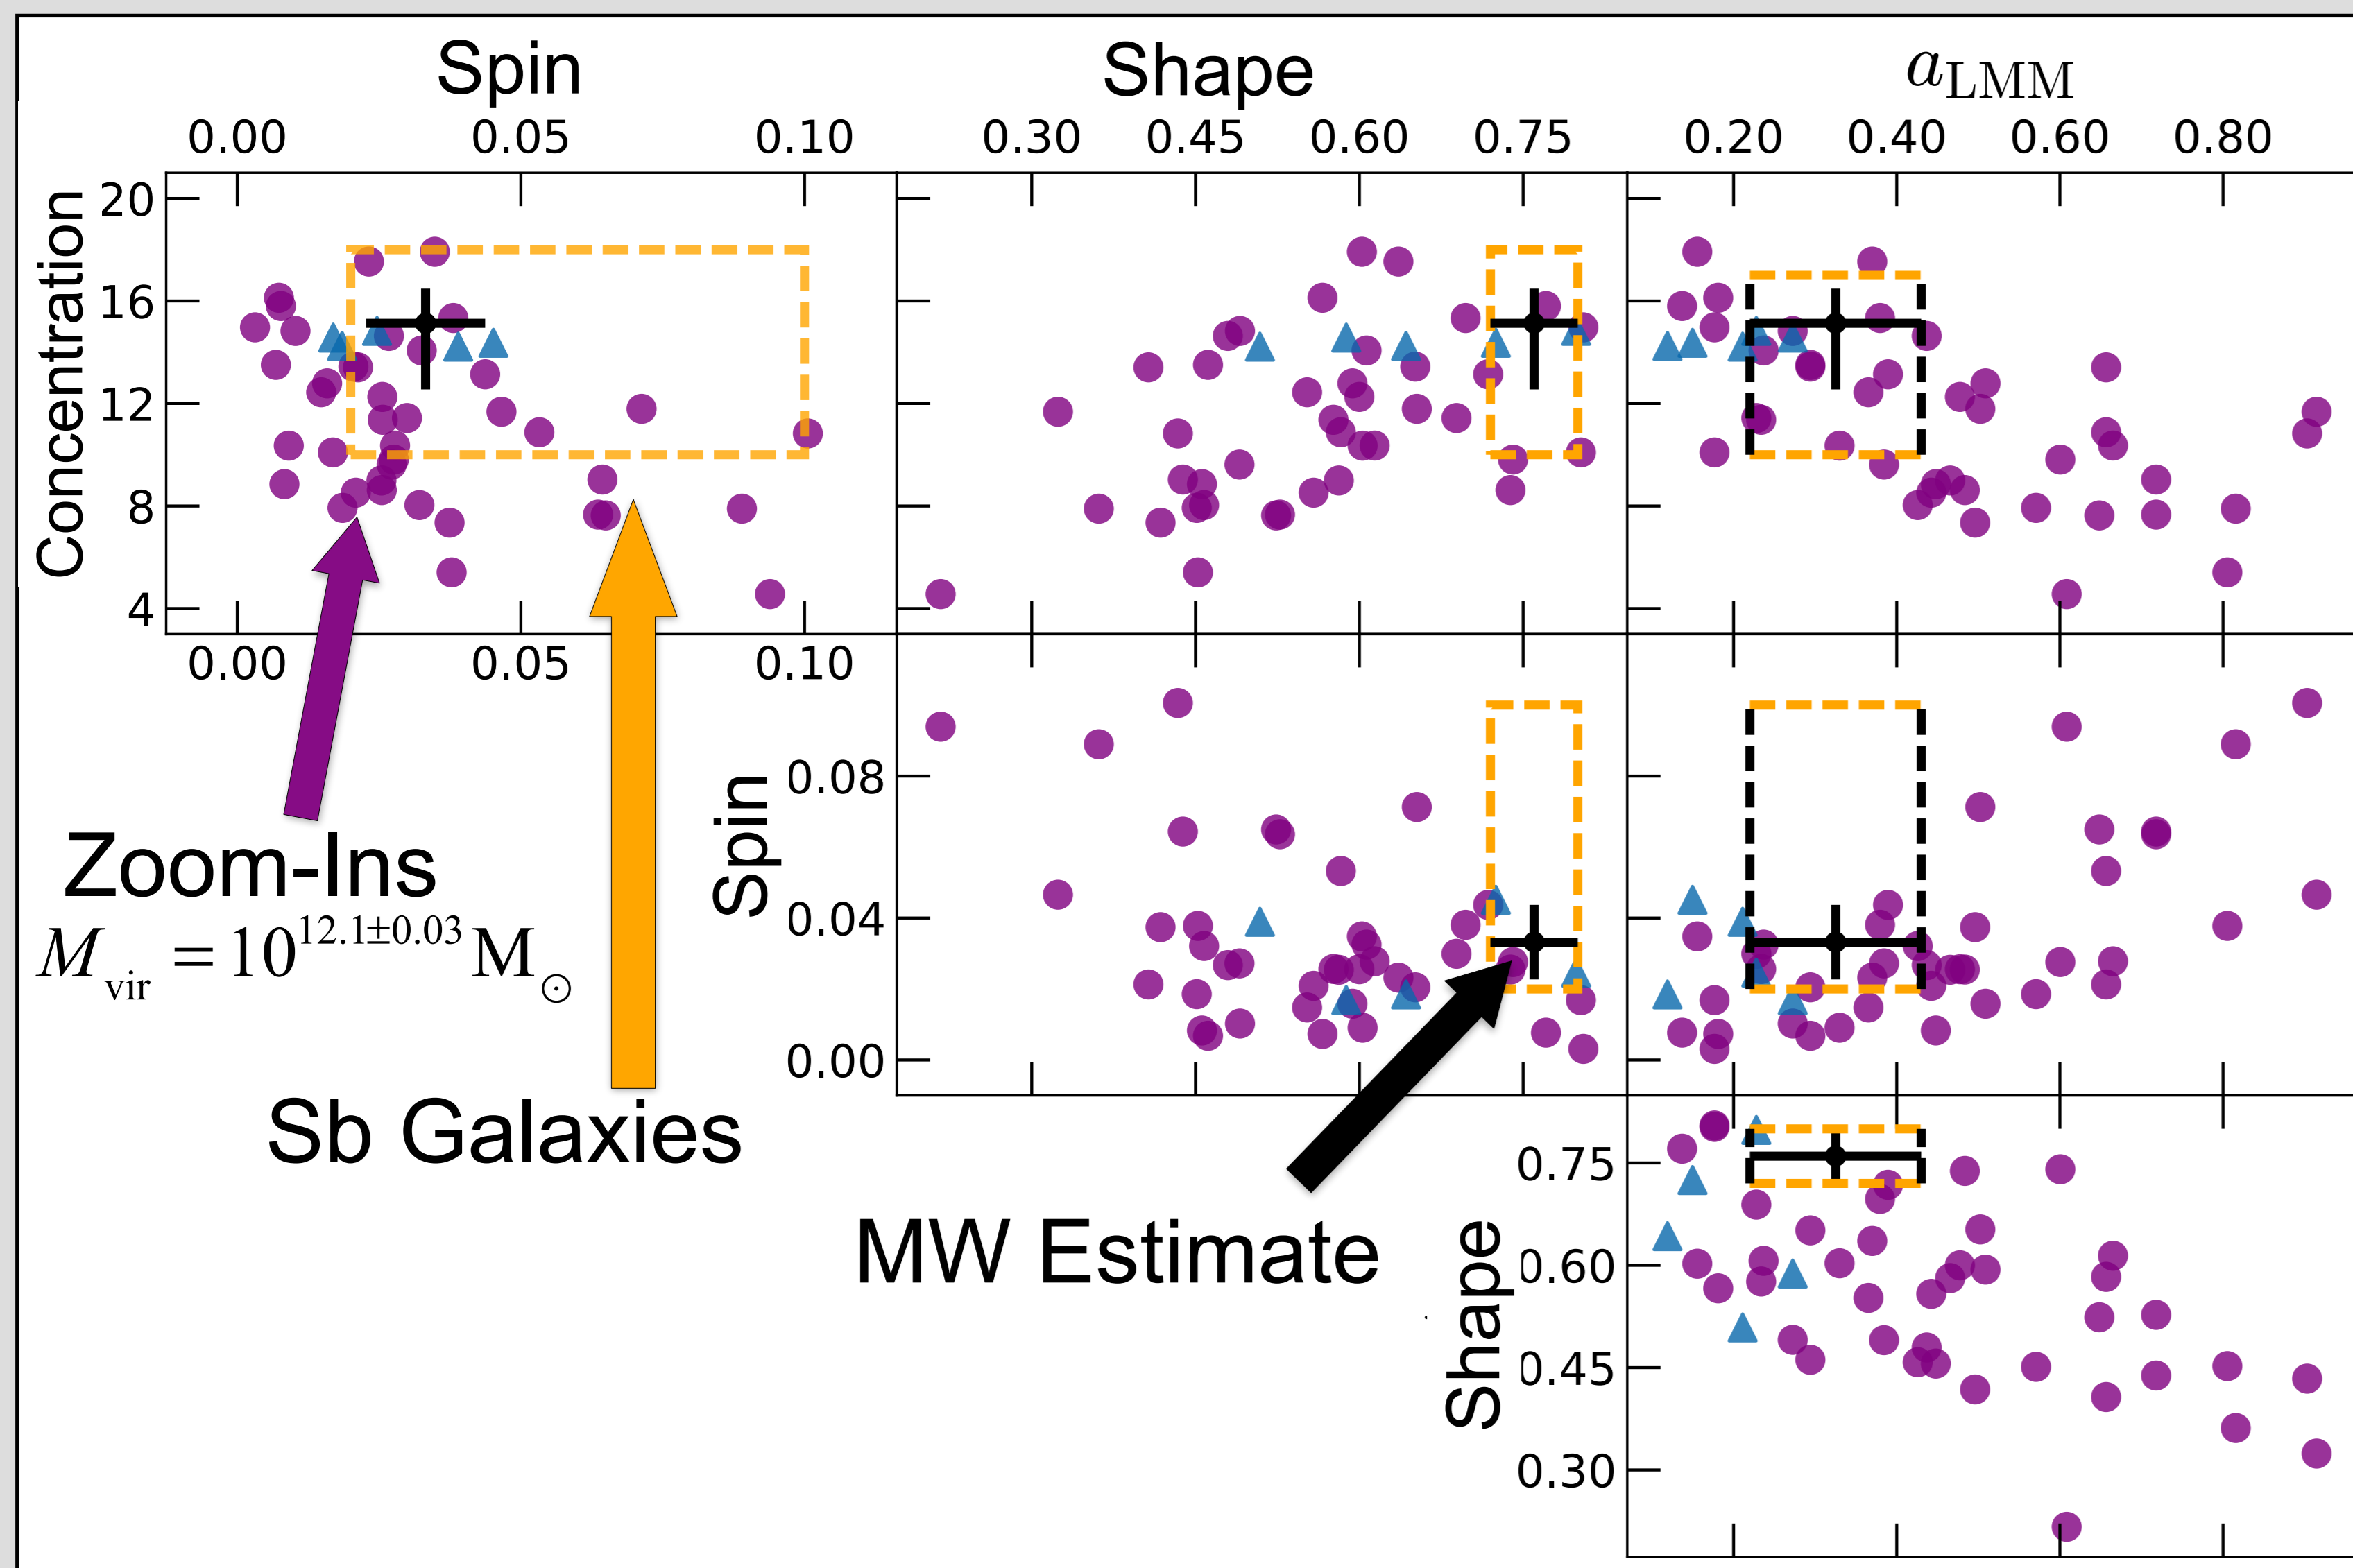 Spin Shape a_LMM
0.00 0.05 0.10 0.30 0.45 0.60 0.75 0.20 0.40 0.60 0.80
Concentration
20
16
12
8
4
0.00 0.05 0.10
Spin
0.08
0.04
0.00
Zoom-Ins
M_vir = 10^12.1±0.03 M_⊙
Sb Galaxies
MW Estimate
Shape
0.75
0.60
0.45
0.30